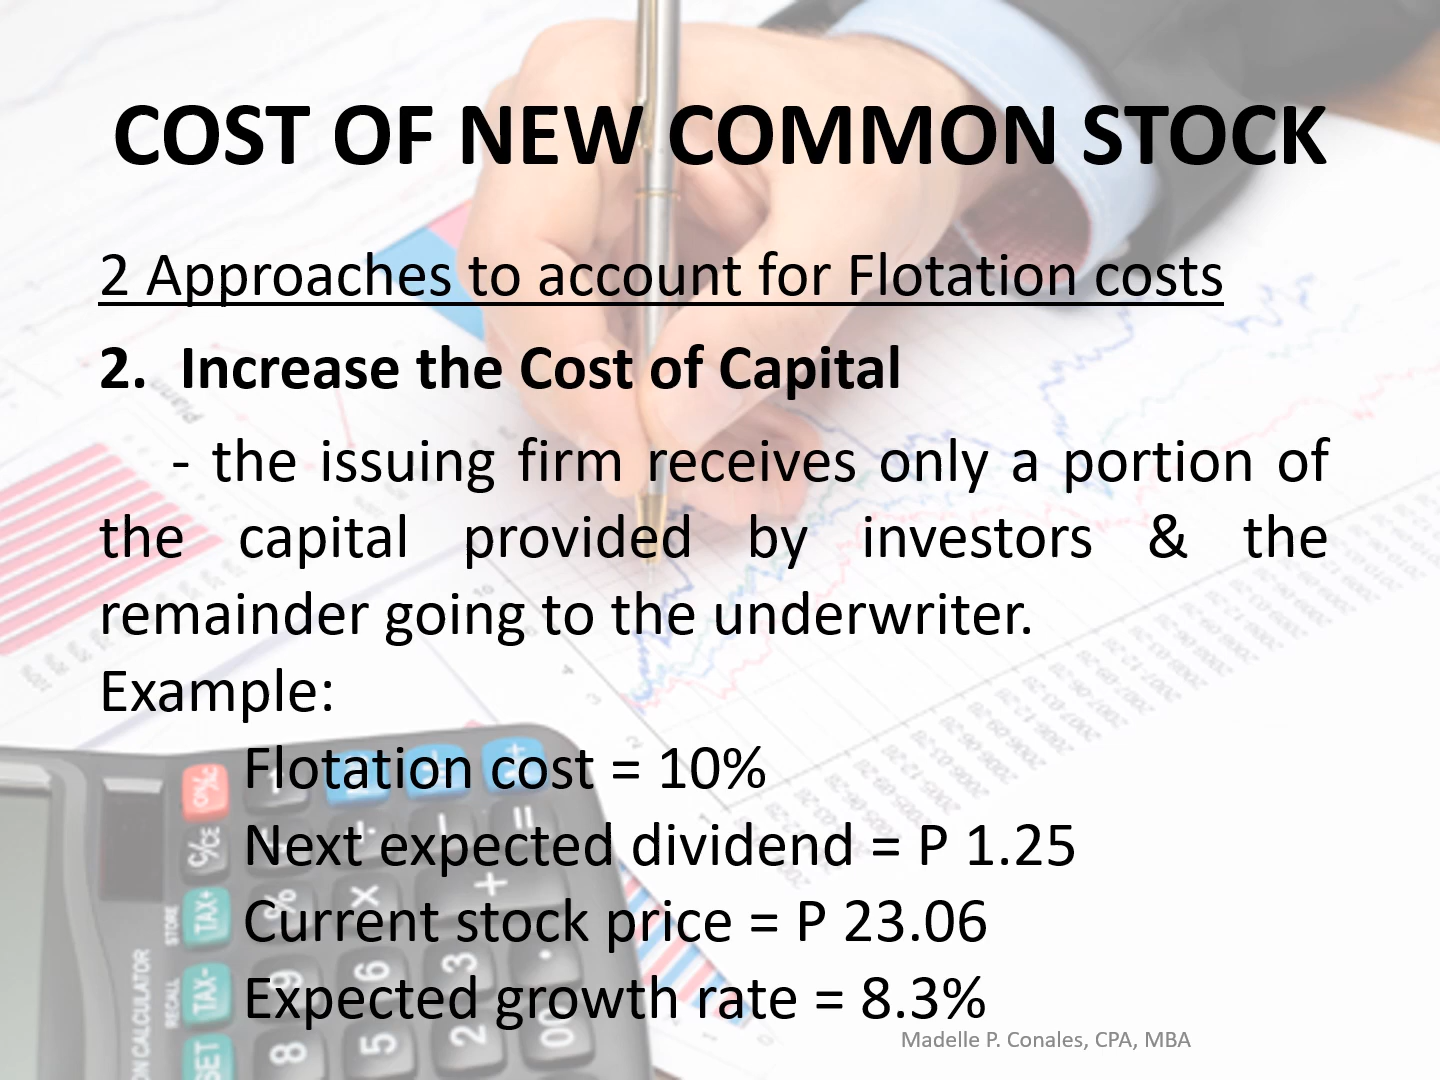 COST OF NEW COMMON STOCK
2 Approaches to account for Flotation costs
2. Increase the Cost of Capital
- the issuing firm receives only a portion of
the capital provided by investors & the
remainder going to the underwriter.
Example:
Flotation cost = 10%
Next expected dividend = P 1.25
Current stock price = P 23.06
Expected growth rate = 8.3%
Madelle P. Conales, CPA, MBA